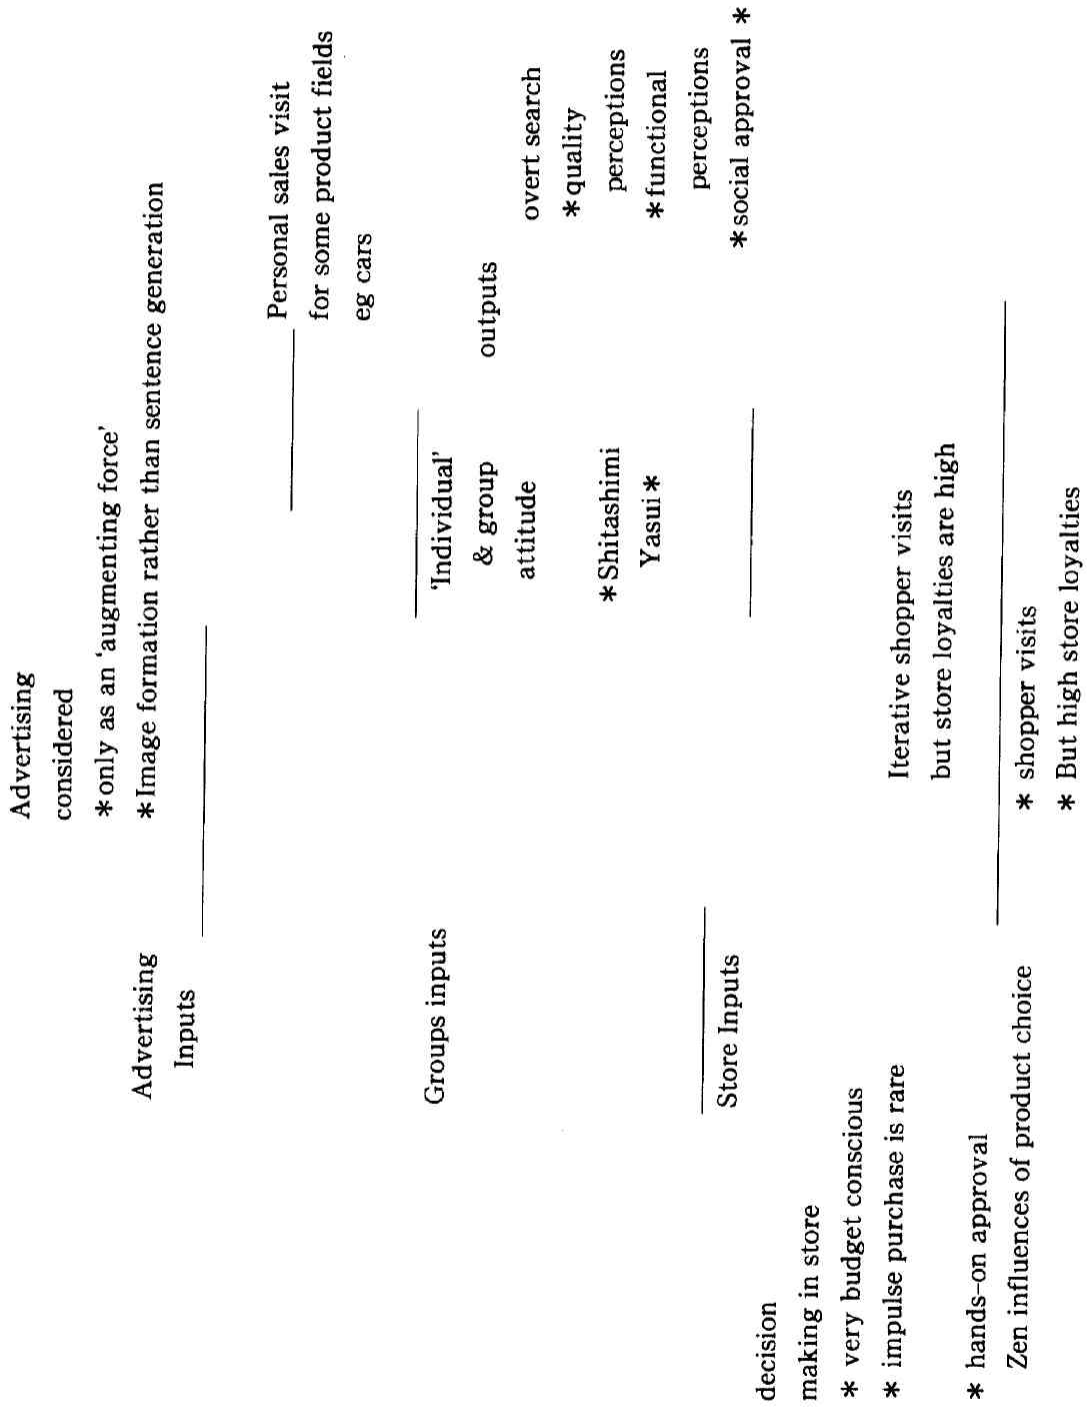 Advertising
considered
*only as an ‘augmenting force’
*Image formation rather than sentence generation
Advertising
Inputs
Personal sales visit
for some product fields
eg cars
Groups inputs
‘Individual’
& group
attitude
*Shitashimi
Yasui*
outputs
overt search
*quality
perceptions
*functional
perceptions
*social approval *
Store Inputs
decision
making in store
* very budget conscious
* impulse purchase is rare
* hands-on approval
Zen influences of product choice
Iterative shopper visits
but store loyalties are high
* shopper visits
* But high store loyalties